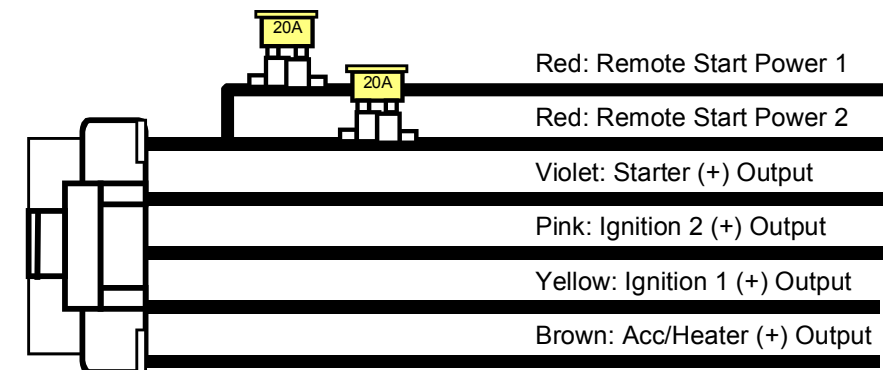 20A
Red: Remote Start Power 1
20A
Red: Remote Start Power 2
Violet: Starter (+) Output
Pink: Ignition 2 (+) Output
Yellow: Ignition 1 (+) Output
Brown: Acc/Heater (+) Output